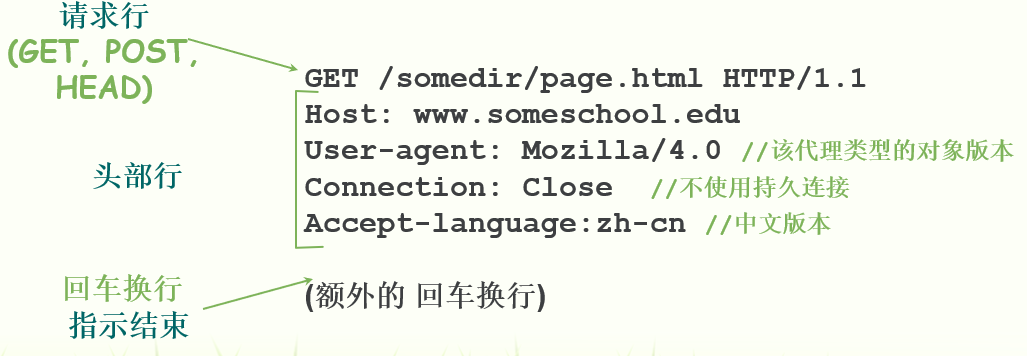 请求行
(GET, POST,
HEAD)
GET /somedir/page.html HTTP/1.1
Host: www.someschool.edu
User-agent: Mozilla/4.0 //该代理类型的对象版本
头部行
Connection: Close //不使用持久连接
Accept-language:zh-cn //中文版本
回车换行
指示结束
(额外的 回车换行)